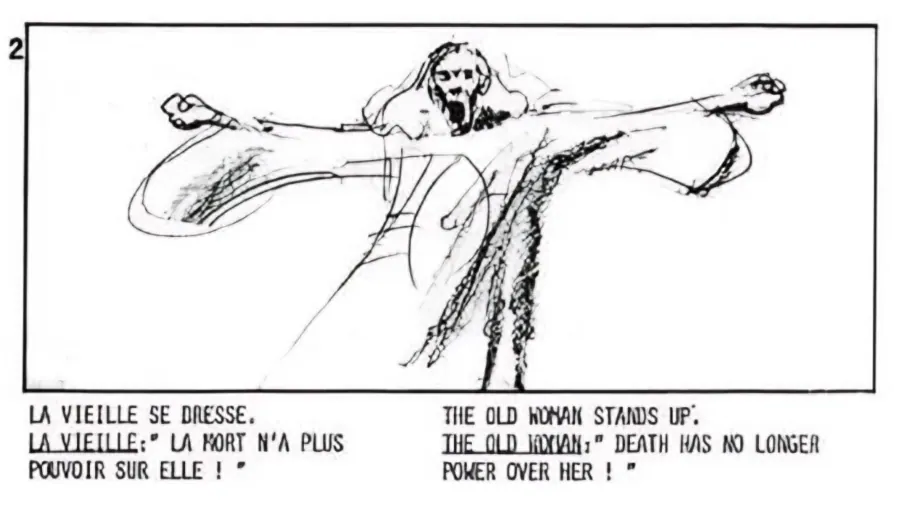 2
LA VIEILLE SE DRESSE.
LA VIEILLE:" LA MORT N'A PLUS
POUVOIR SUR ELLE ! "
THE OLD WOMAN STANDS UP.
THE OLD WOMAN:" DEATH HAS NO LONGER
POWER OVER HER ! "